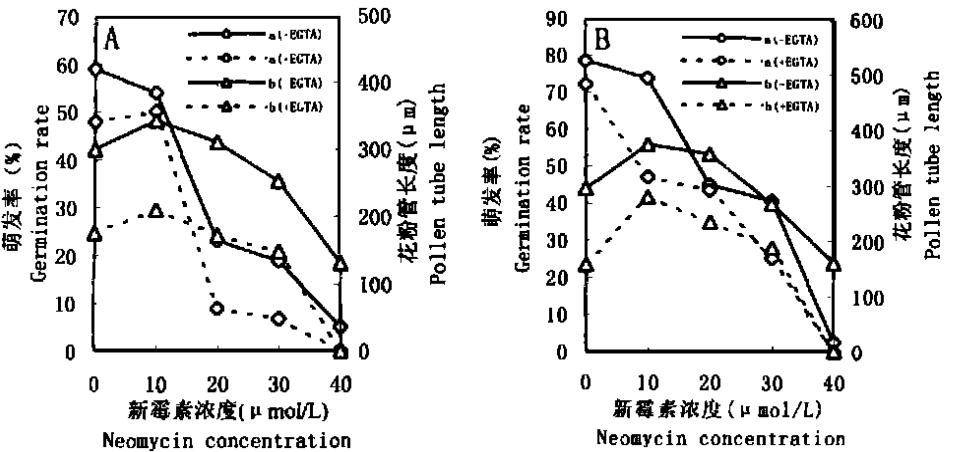 A
70
60
50
40
30
20
10
0
500
400
300
200
100
0
a(-EGTA)
a(-EGTA)
b( EGTA)
b(-EGTA)
萌发率 (%)
Germination rate
花粉管长度(μm)
Pollen tube length
0 10 20 30 40
新霉素浓度(μmol/L)
Neomycin concentration
B
90
80
70
60
50
40
30
20
10
0
600
500
400
300
200
100
0
a(-EGTA)
a(+EGTA)
b(-EGTA)
b(+EGTA)
萌发率(%)
Germination rate
花粉管长度(μm)
Pollen tube length
0 10 20 30 40
新霉素浓度(μmol/L)
Neomycin concentration